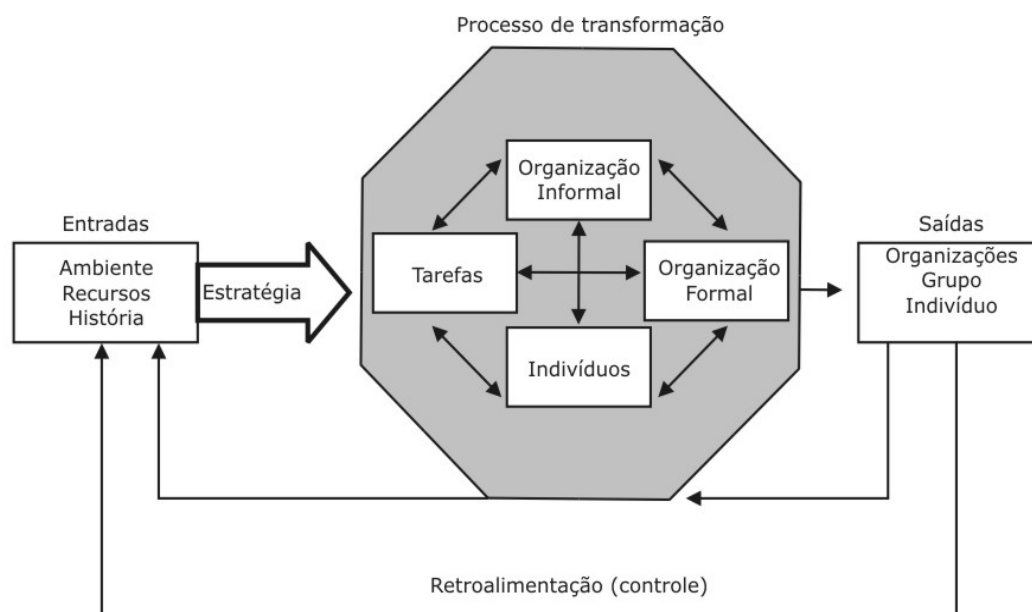 Processo de transformação
Organização
Informal
Entradas
Ambiente
Recursos
História
Estratégia
Tarefas
Organização
Formal
Indivíduos
Saídas
Organizações
Grupo
Indivíduo
Retroalimentação (controle)